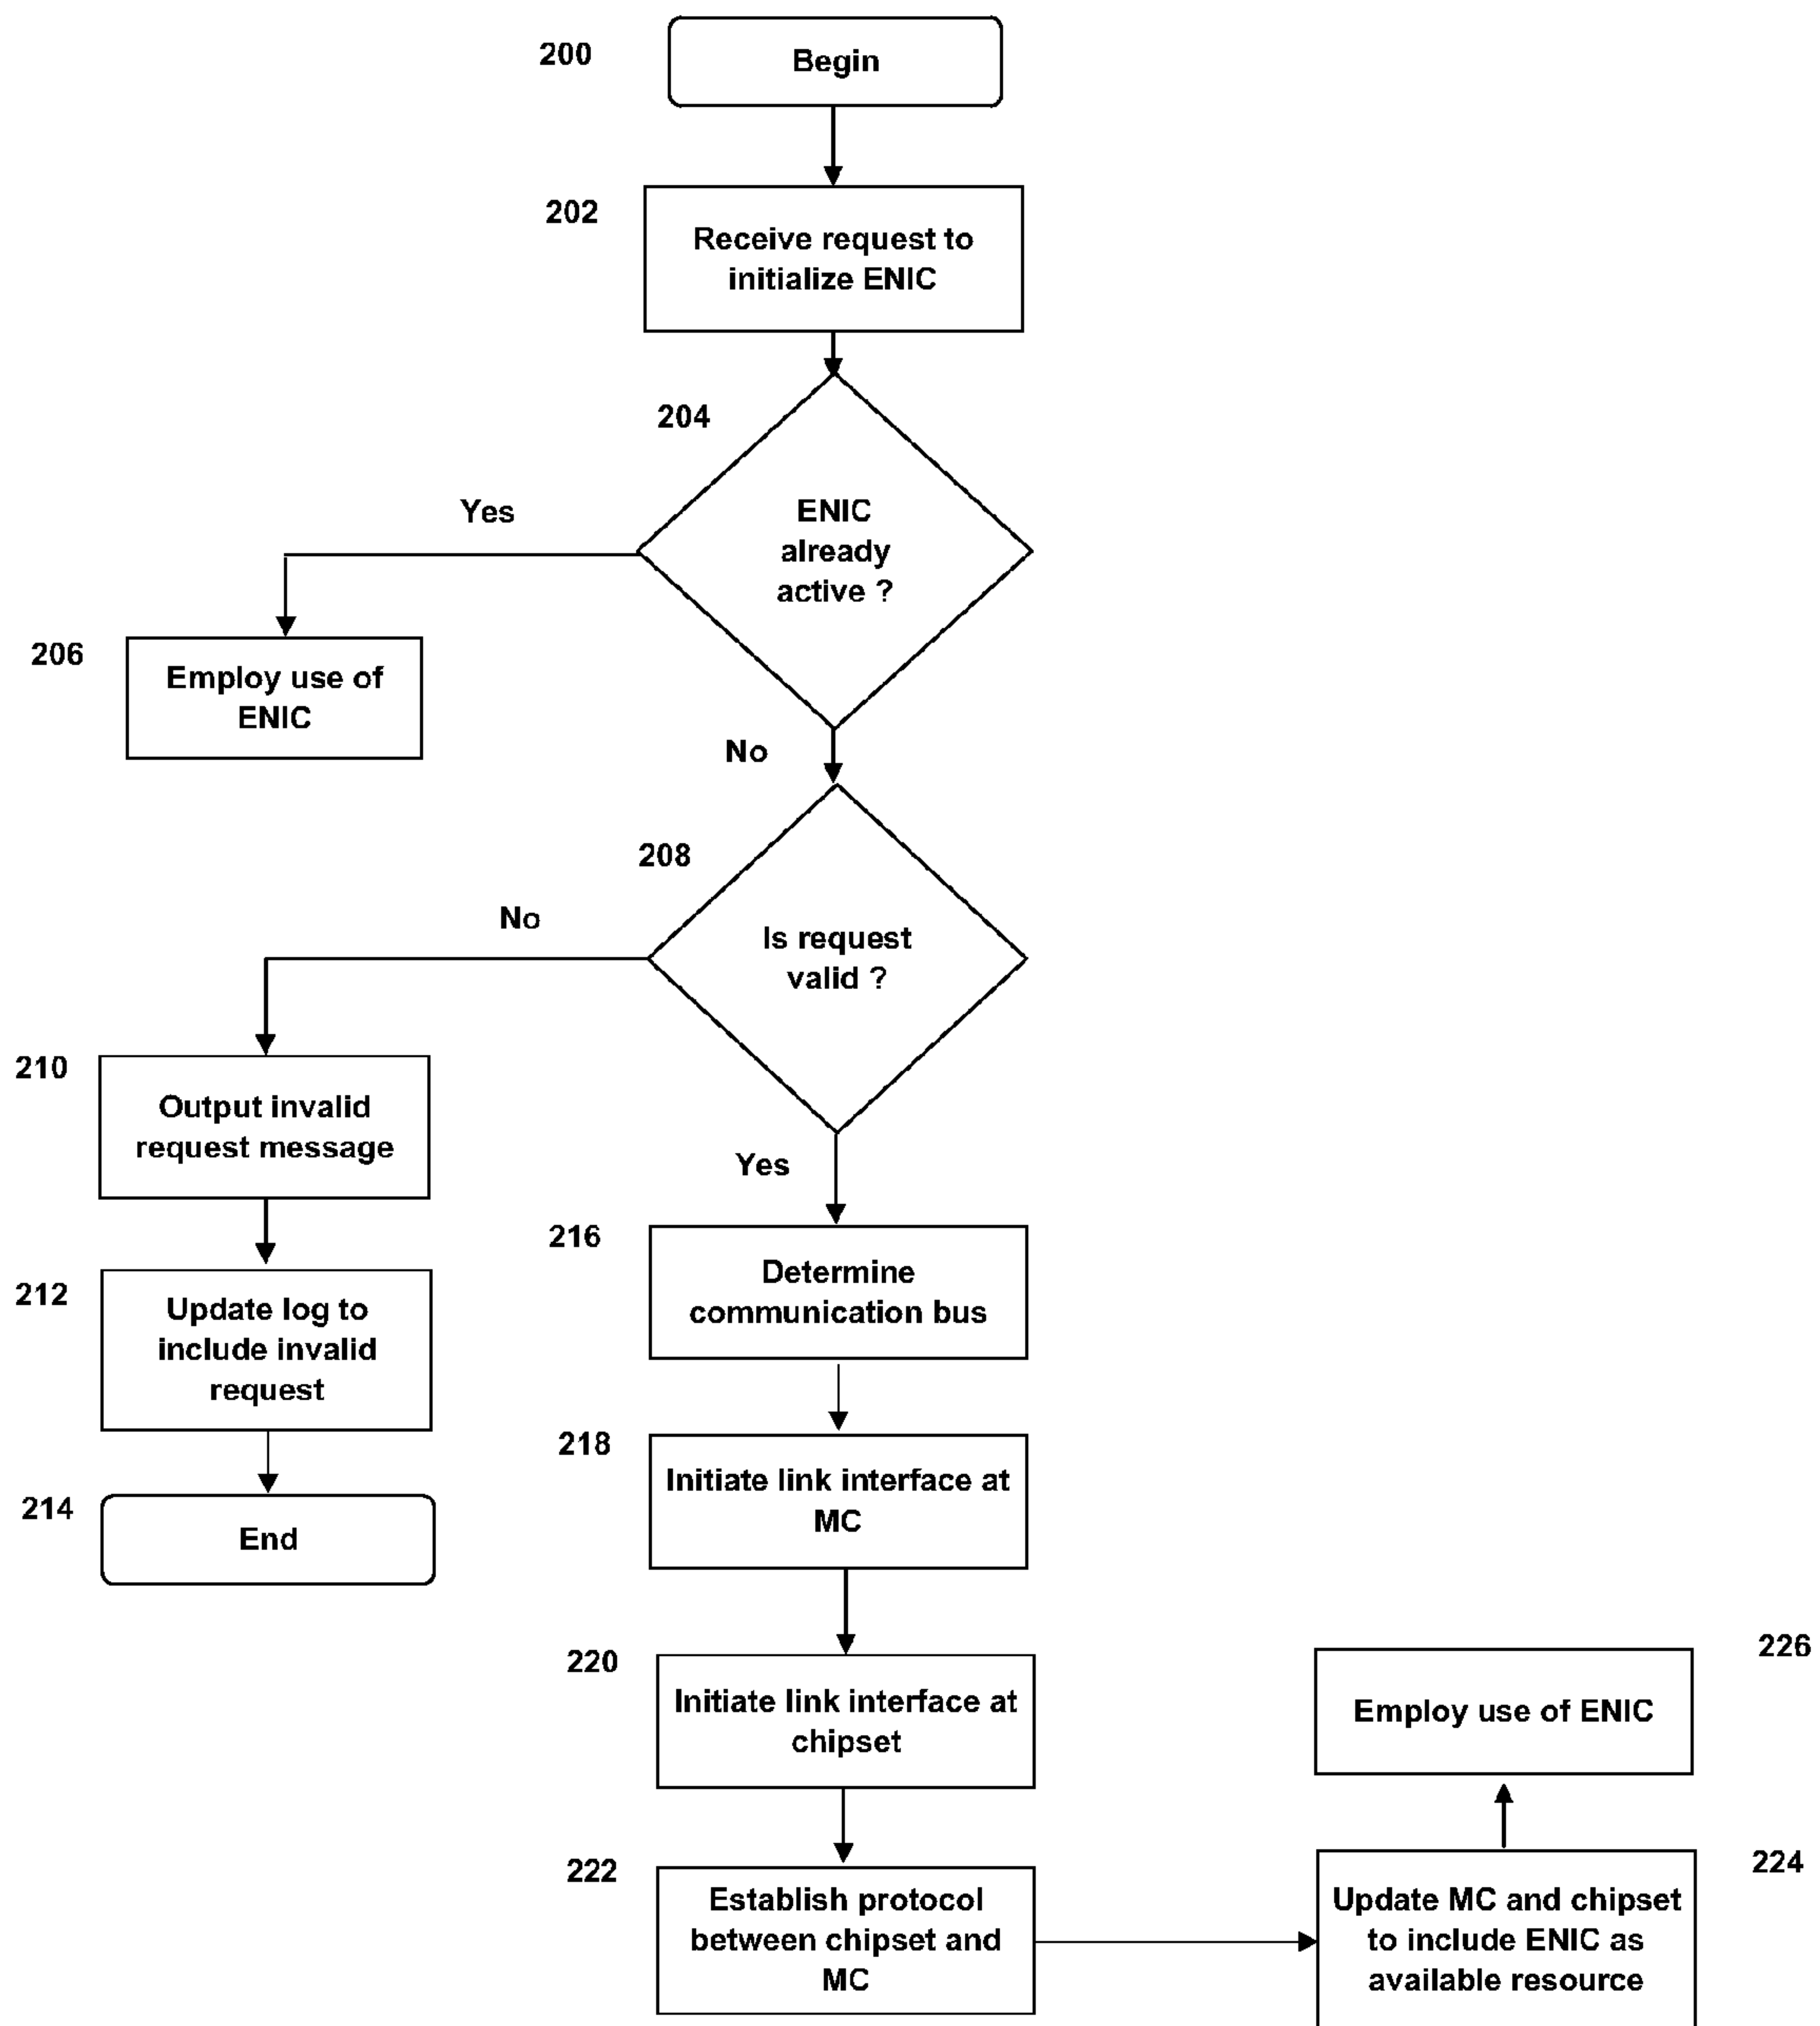 200
Begin
202
Receive request to
initialize ENIC
204
ENIC
already
active ?
Yes
206
Employ use of
ENIC
No
208
Is request
valid ?
No
210
Output invalid
request message
212
Update log to
include invalid
request
214
End
Yes
216
Determine
communication bus
218
Initiate link interface at
MC
220
Initiate link interface at
chipset
222
Establish protocol
between chipset and
MC
224
Update MC and chipset
to include ENIC as
available resource
226
Employ use of ENIC